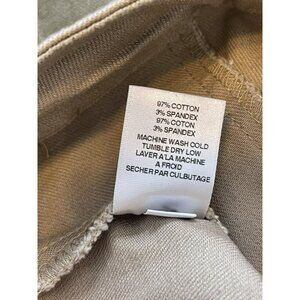 97% COTTON
3% SPANDEX
97% COTON
3% SPANDEX
MACHINE WASH COLD
TUMBLE DRY LOW
LAVER A'LA MACHINE
A FROID
SECHER PAR CULBUTAGE